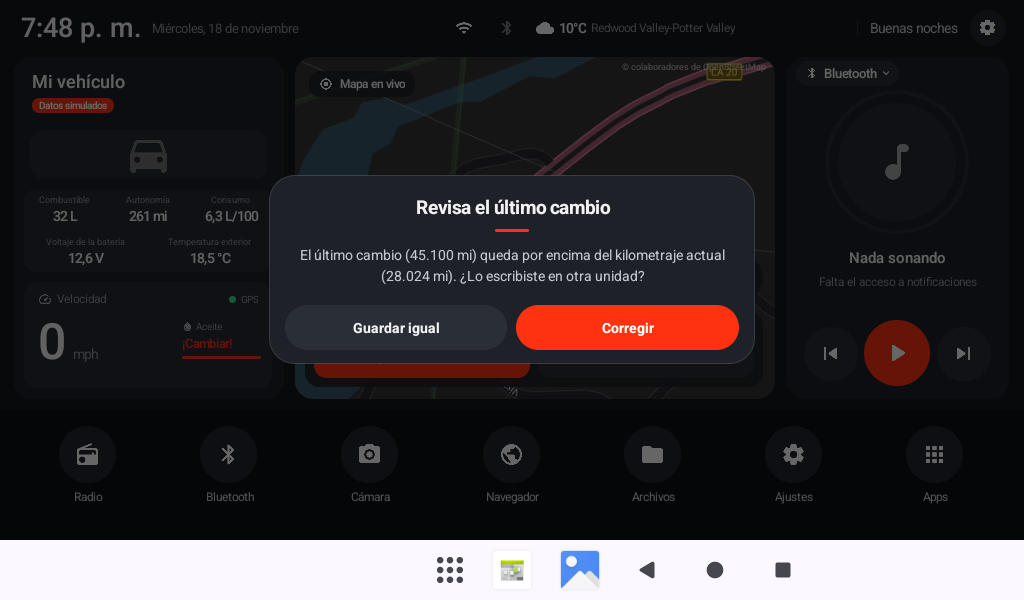 7:48 p. m.
Miércoles, 18 de noviembre
10°C Redwood Valley-Potter Valley
Buenas noches
Mi vehículo
Datos simulados
Combustible
Autonomía
Consumo
32 L
261 mi
6,3 L/100
Voltaje de la batería
Temperatura exterior
12,6 V
18,5 °C
Velocidad
GPS
0 mph
Aceite
¡Cambiar!
© colaboradores de OpenStreetMap
Mapa en vivo
CA 20
Revisa el último cambio
El último cambio (45.100 mi) queda por encima del kilometraje actual
(28.024 mi). ¿Lo escribiste en otra unidad?
Guardar igual
Corregir
Bluetooth
Nada sonando
Falta el acceso a notificaciones
Radio
Bluetooth
Cámara
Navegador
Archivos
Ajustes
Apps